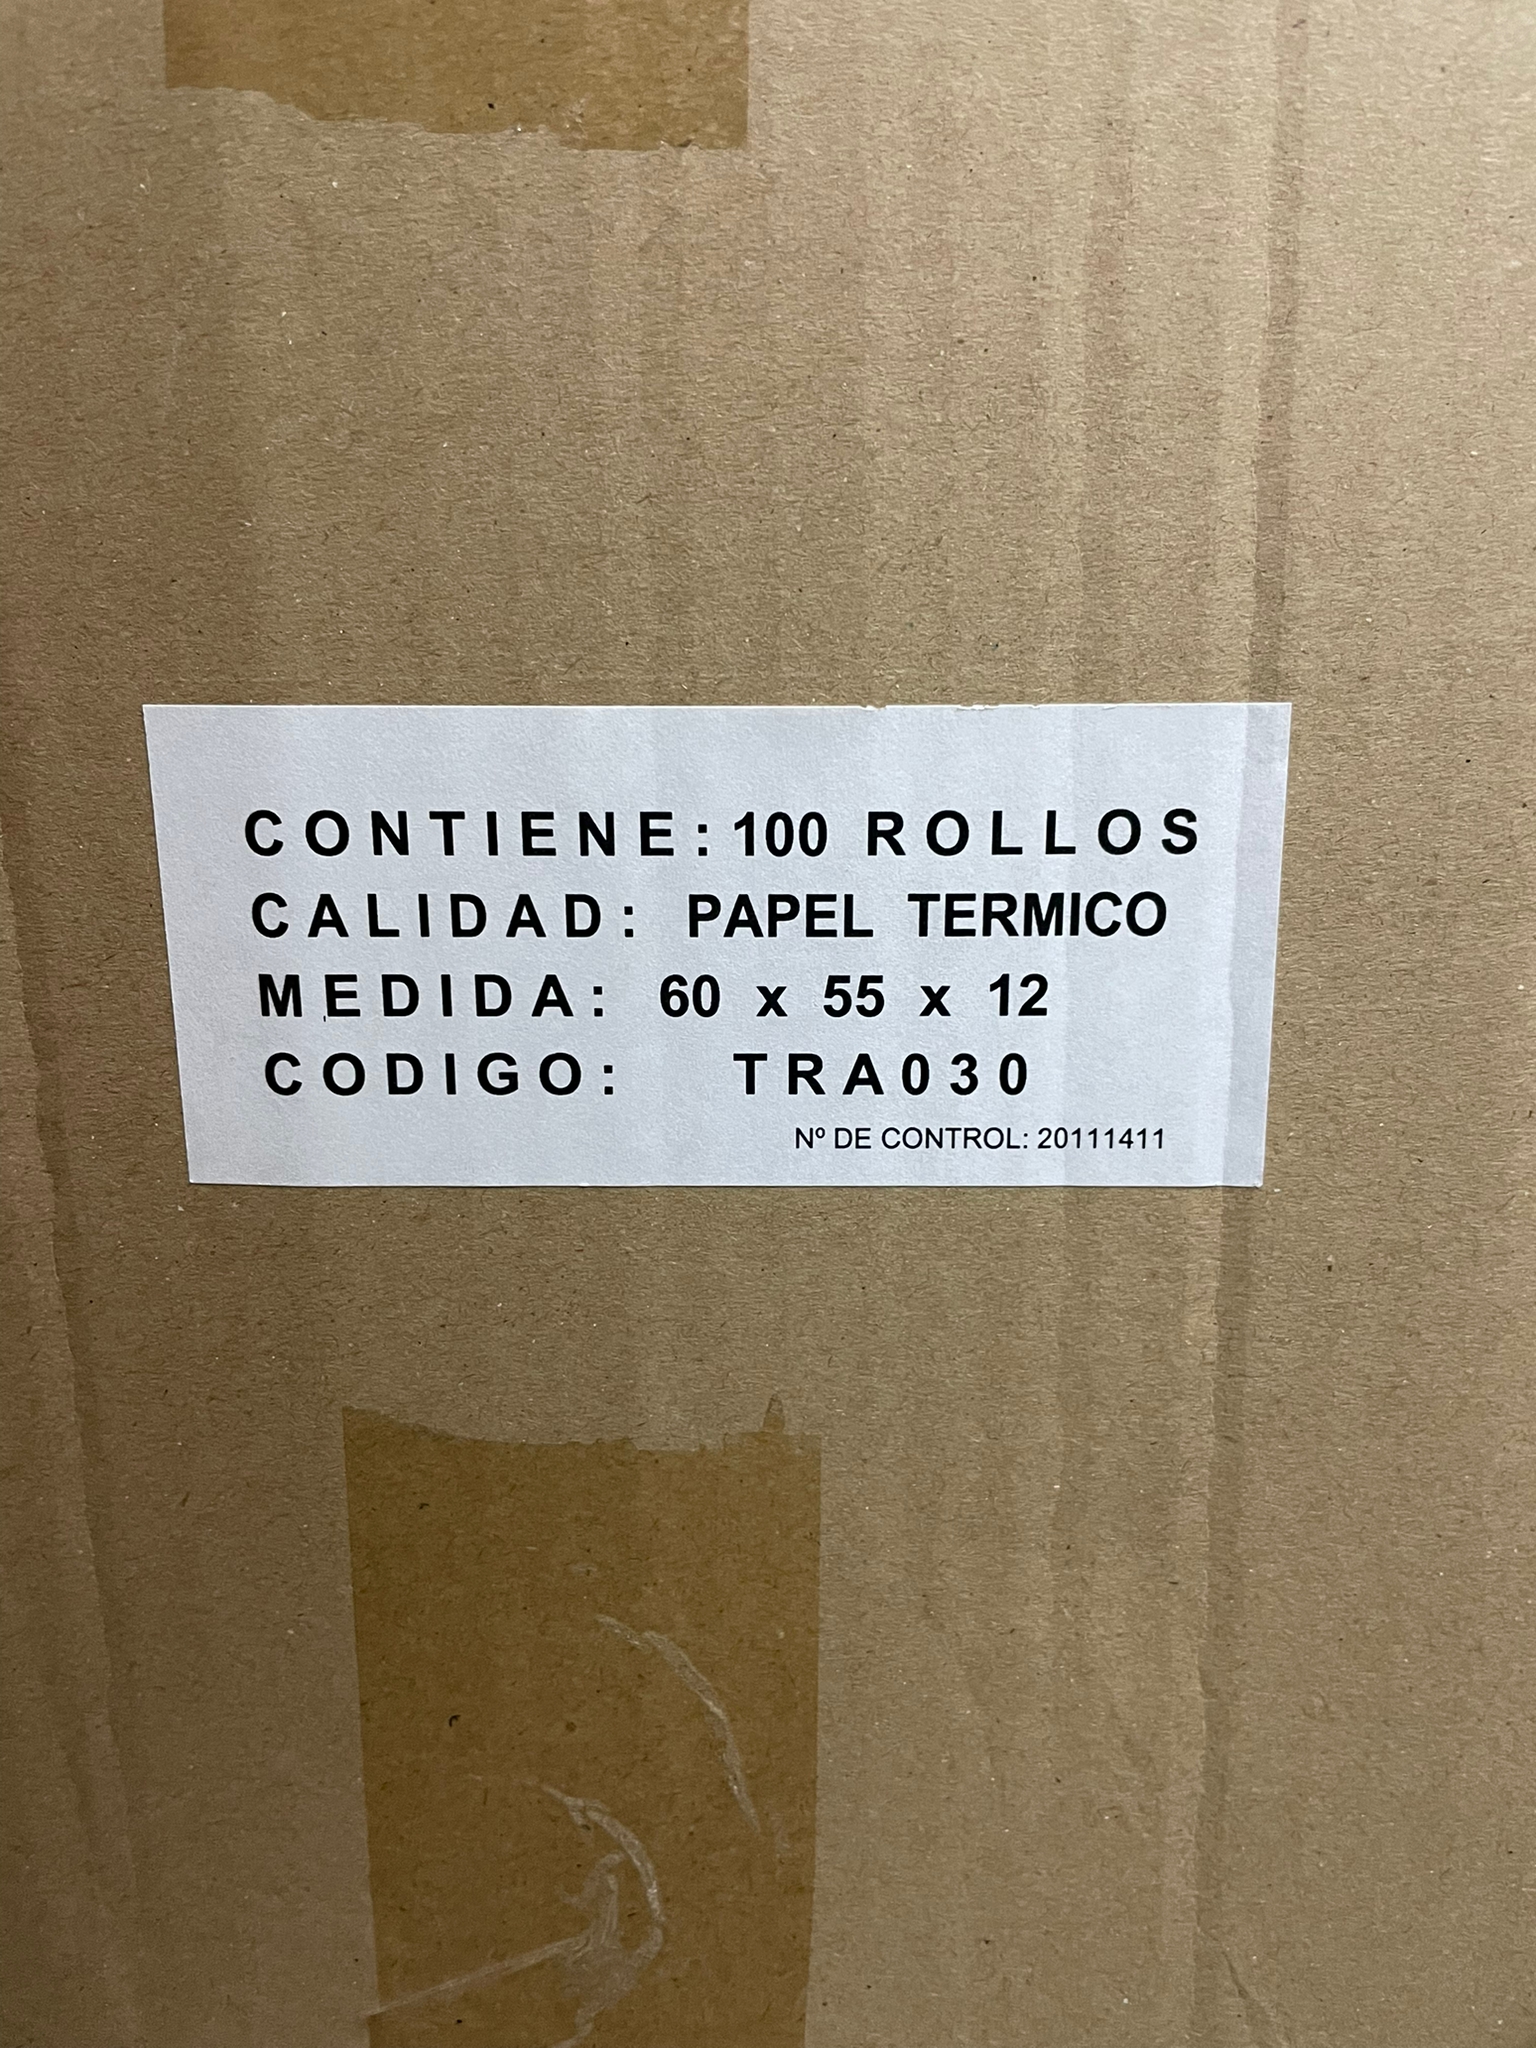 CONTIENE: 100 ROLLOS
CALIDAD: PAPEL TERMICO
MEDIDA: 60 x 55 x 12
CODIGO: TRA030
Nº DE CONTROL: 20111411